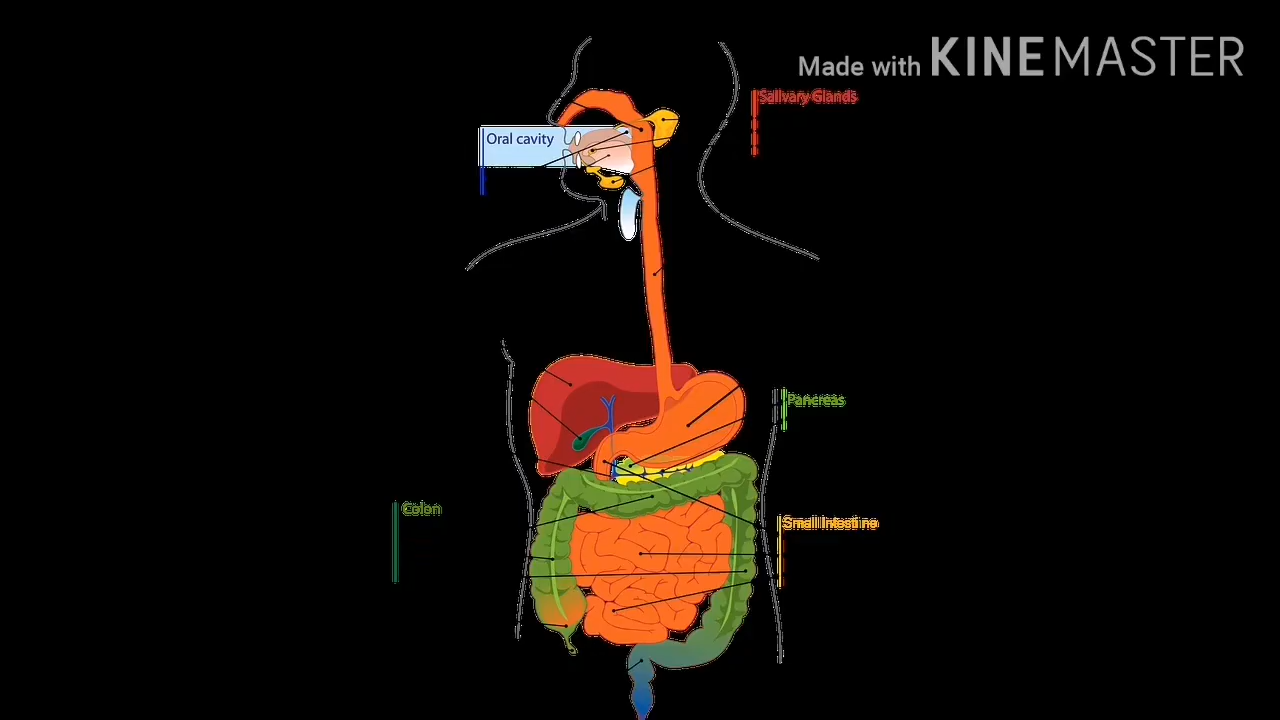 Made with KINEMASTER
Salivary Glands
Oral cavity
Pancreas
Colon
Small Intestine